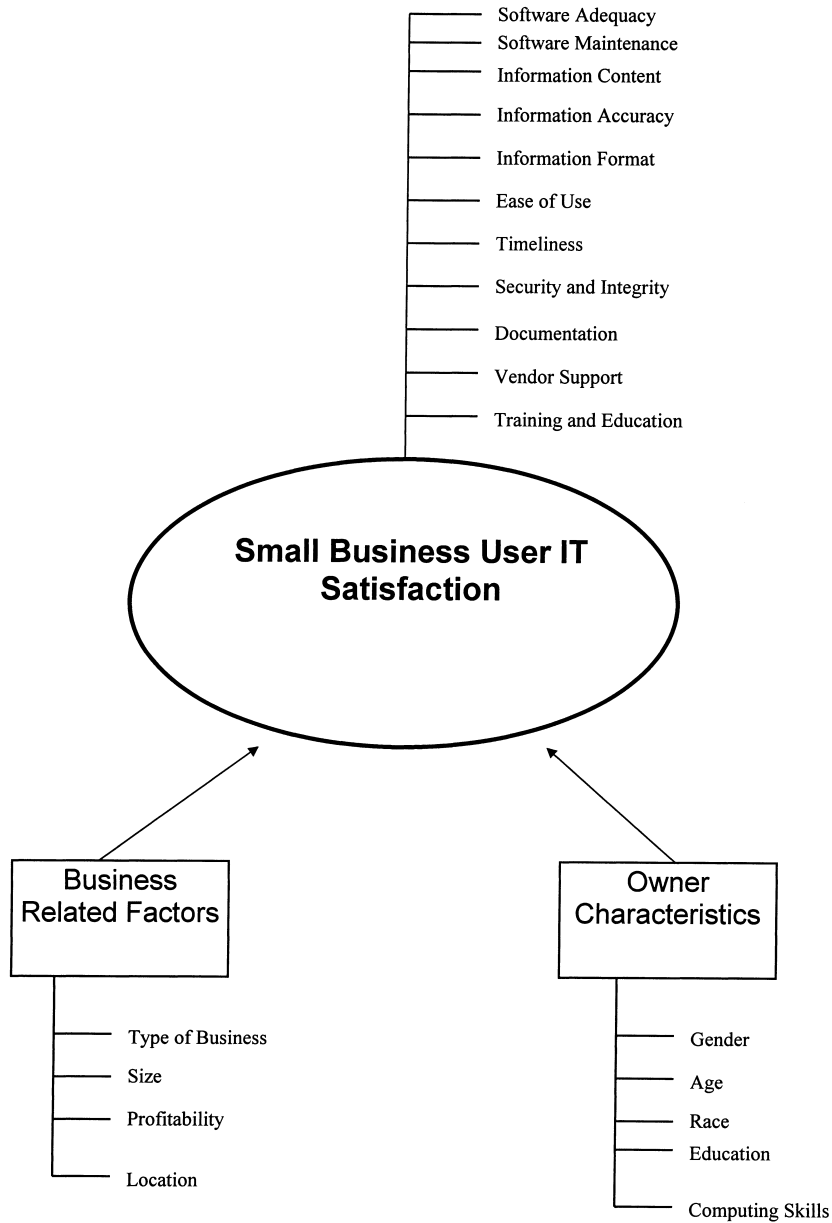 Software Adequacy
Software Maintenance
Information Content
Information Accuracy
Information Format
Ease of Use
Timeliness
Security and Integrity
Documentation
Vendor Support
Training and Education
Small Business User IT
Satisfaction
Business
Related Factors
Type of Business
Size
Profitability
Location
Owner
Characteristics
Gender
Age
Race
Education
Computing Skills